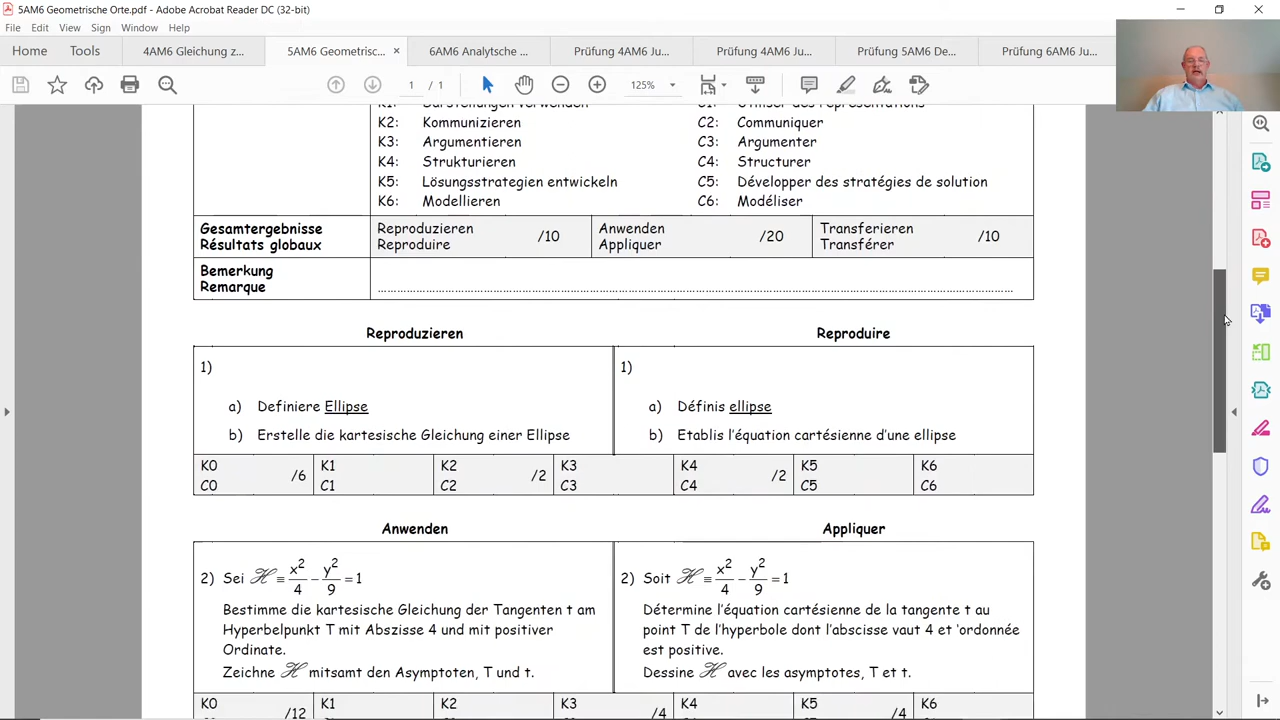 5AM6 Geometrische Orte.pdf - Adobe Acrobat Reader DC (32-bit)
File Edit View Sign Window Help
Home Tools 4AM6 Gleichung z... 5AM6 Geometrisc... × 6AM6 Analytische ... Prüfung 4AM6 Ju... Prüfung 4AM6 Ju... Prüfung 5AM6 De... Prüfung 6AM6 Ju...
1 / 1 125%
K1: Darstellungen verwenden C1: Utiliser des représentations
K2: Kommunizieren C2: Communiquer
K3: Argumentieren C3: Argumenter
K4: Strukturieren C4: Structurer
K5: Lösungsstrategien entwickeln C5: Développer des stratégies de solution
K6: Modellieren C6: Modéliser
Gesamtergebnisse Reproduzieren /10 Anwenden /20 Transferieren /10
Résultats globaux Reproduire Appliquer Transférer
Bemerkung
Remarque ........................................................................
Reproduzieren Reproduire
1) 1)
a) Definiere Ellipse a) Définis ellipse
b) Erstelle die kartesische Gleichung einer Ellipse b) Etablis l'équation cartésienne d'une ellipse
K0 /6 K1 K2 /2 K3 K4 /2 K5 K6
C0 C1 C2 C3 C4 C5 C6
Anwenden Appliquer
2) Sei ℋ ≡ x²/4 − y²/9 = 1 2) Soit ℋ ≡ x²/4 − y²/9 = 1
Bestimme die kartesische Gleichung der Tangenten t am Détermine l'équation cartésienne de la tangente t au
Hyperbelpunkt T mit Abszisse 4 und mit positiver point T de l'hyperbole dont l'abscisse vaut 4 et 'ordonnée
Ordinate. est positive.
Zeichne ℋ mitsamt den Asymptoten, T und t. Dessine ℋ avec les asymptotes, T et t.
K0 /12 K1 K2 K3 /4 K4 K5 /4 K6